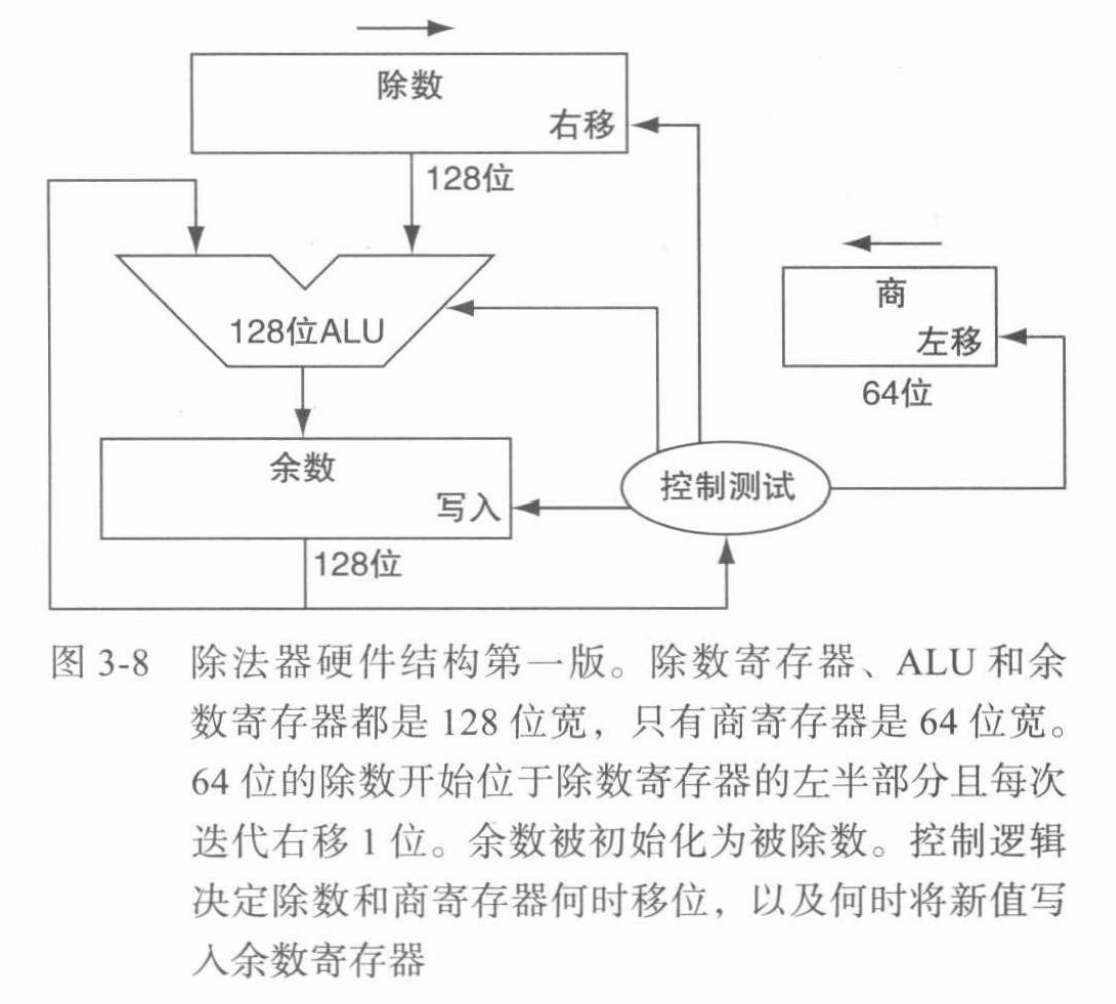 除数
右移
128位
商
128位ALU
左移
64位
余数
控制测试
写入
128位
图 3-8 除法器硬件结构第一版。除数寄存器、ALU 和余
数寄存器都是 128 位宽，只有商寄存器是 64 位宽。
64 位的除数开始位于除数寄存器的左半部分且每次
迭代右移 1 位。余数被初始化为被除数。控制逻辑
决定除数和商寄存器何时移位，以及何时将新值写
入余数寄存器